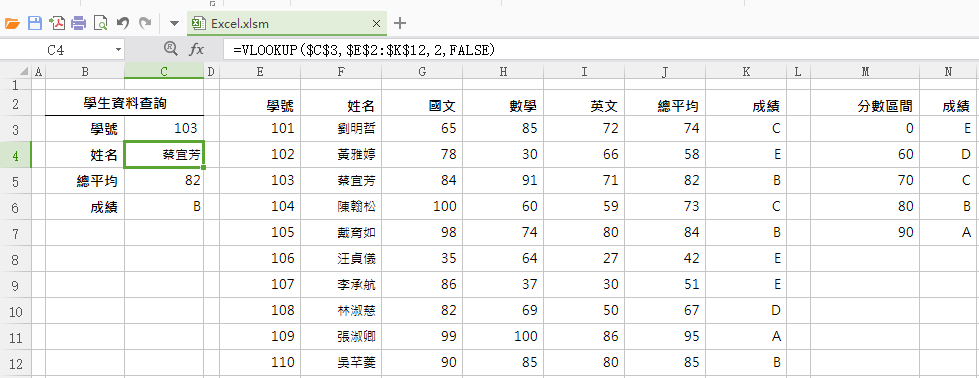 Excel.xlsm
C4 fx =VLOOKUP($C$3,$E$2:$K$12,2,FALSE)
A B C D E F G H I J K L M N
1
2 學生資料查詢 學號 姓名 國文 數學 英文 總平均 成績 分數區間 成績
3 學號 103 101 劉明哲 65 85 72 74 C 0 E
4 姓名 蔡宜芳 102 黃雅婷 78 30 66 58 E 60 D
5 總平均 82 103 蔡宜芳 84 91 71 82 B 70 C
6 成績 B 104 陳翰松 100 60 59 73 C 80 B
7 105 戴育如 98 74 80 84 B 90 A
8 106 汪貞儀 35 64 27 42 E
9 107 李承航 86 37 30 51 E
10 108 林淑慈 82 69 50 67 D
11 109 張淑卿 99 100 86 95 A
12 110 吳芊菱 90 85 80 85 B